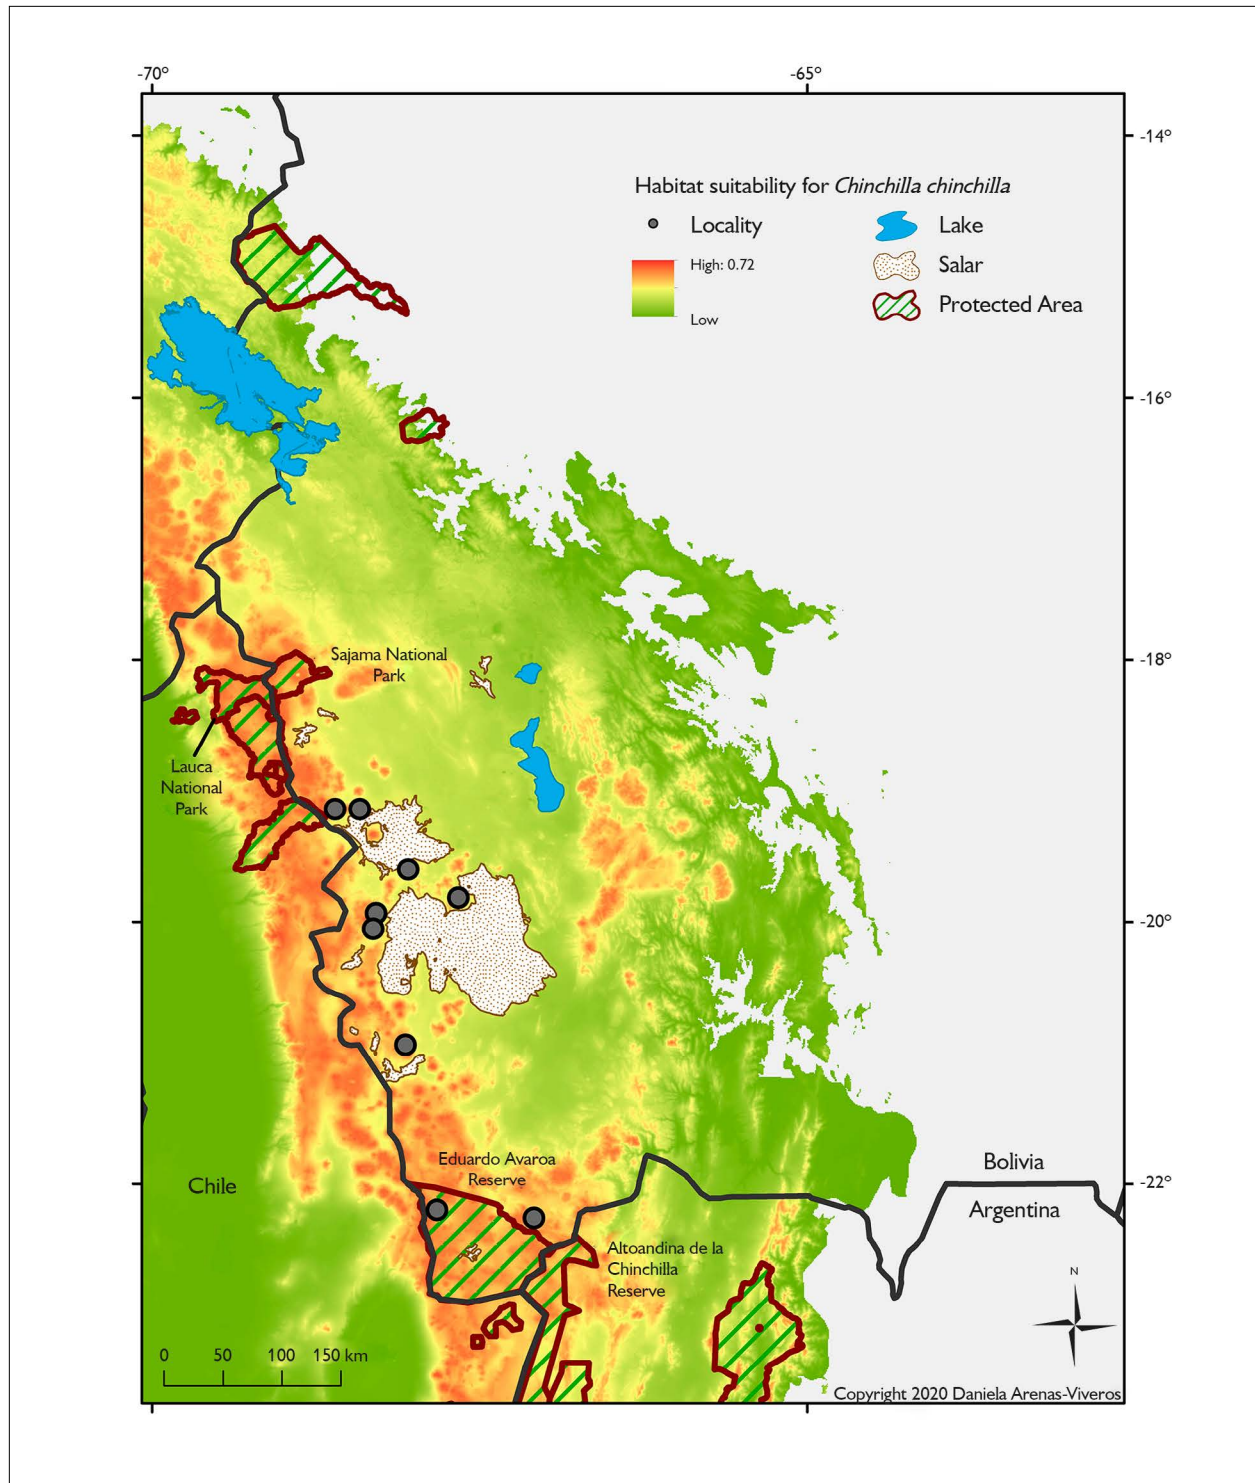 -70°
-65°
-14°
Habitat suitability for Chinchilla chinchilla
Locality
Lake
High: 0.72
Salar
Low
Protected Area
-16°
-18°
Sajama National
Park
Lauca
National
Park
-20°
Eduardo Avaroa
Reserve
Bolivia
-22°
Chile
Argentina
Altoandina de la
Chinchilla
Reserve
N
0 50 100 150 km
Copyright 2020 Daniela Arenas-Viveros